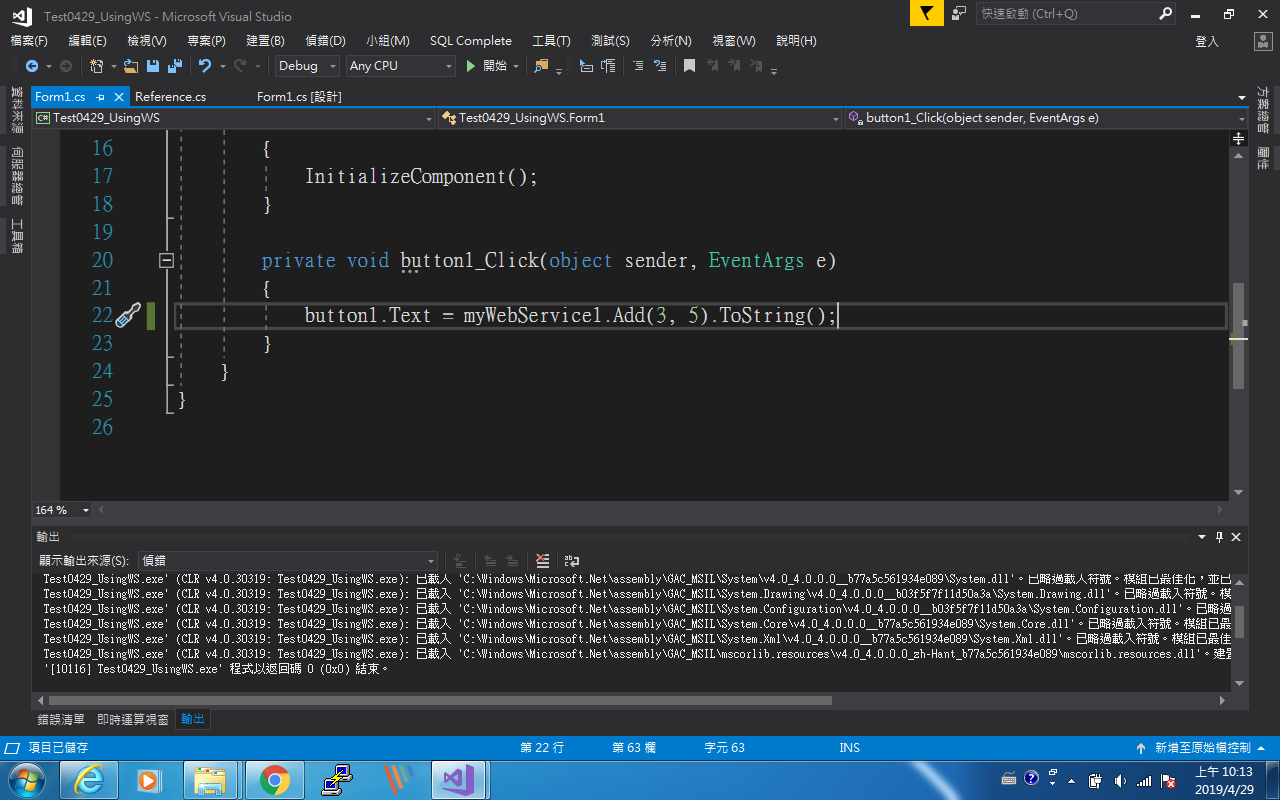 Test0429_UsingWS - Microsoft Visual Studio
快速啟動 (Ctrl+Q)
檔案(F) 編輯(E) 檢視(V) 專案(P) 建置(B) 偵錯(D) 小組(M) SQL Complete 工具(T) 測試(S) 分析(N) 視窗(W) 說明(H)
登入
Debug Any CPU 開始
Form1.cs Reference.cs Form1.cs [設計]
Test0429_UsingWS Test0429_UsingWS.Form1 button1_Click(object sender, EventArgs e)
資料來源
伺服器總管
工具箱
方案總管
屬性
16 {
17 InitializeComponent();
18 }
19
20 private void button1_Click(object sender, EventArgs e)
21 {
22 button1.Text = myWebService1.Add(3, 5).ToString();
23 }
24 }
25 }
26
164 %
輸出
顯示輸出來源(S): 偵錯
Test0429_UsingWS.exe' (CLR v4.0.30319: Test0429_UsingWS.exe): 已載入 'C:\Windows\Microsoft.Net\assembly\GAC_MSIL\System\v4.0_4.0.0.0__b77a5c561934e089\System.dll'。已略過載入符號。模組已最佳化，並已
Test0429_UsingWS.exe' (CLR v4.0.30319: Test0429_UsingWS.exe): 已載入 'C:\Windows\Microsoft.Net\assembly\GAC_MSIL\System.Drawing\v4.0_4.0.0.0__b03f5f7f11d50a3a\System.Drawing.dll'。已略過載入符號。模
Test0429_UsingWS.exe' (CLR v4.0.30319: Test0429_UsingWS.exe): 已載入 'C:\Windows\Microsoft.Net\assembly\GAC_MSIL\System.Configuration\v4.0_4.0.0.0__b03f5f7f11d50a3a\System.Configuration.dll'。已略過
Test0429_UsingWS.exe' (CLR v4.0.30319: Test0429_UsingWS.exe): 已載入 'C:\Windows\Microsoft.Net\assembly\GAC_MSIL\System.Core\v4.0_4.0.0.0__b77a5c561934e089\System.Core.dll'。已略過載入符號。模組已最
Test0429_UsingWS.exe' (CLR v4.0.30319: Test0429_UsingWS.exe): 已載入 'C:\Windows\Microsoft.Net\assembly\GAC_MSIL\System.Xml\v4.0_4.0.0.0__b77a5c561934e089\System.Xml.dll'。已略過載入符號。模組已最佳
Test0429_UsingWS.exe' (CLR v4.0.30319: Test0429_UsingWS.exe): 已載入 'C:\Windows\Microsoft.Net\assembly\GAC_MSIL\mscorlib.resources\v4.0_4.0.0.0_zh-Hant_b77a5c561934e089\mscorlib.resources.dll'。建置
'[10116] Test0429_UsingWS.exe' 程式以返回碼 0 (0x0) 結束。
錯誤清單 即時運算視窗 輸出
項目已儲存 第 22 行 第 63 欄 字元 63 INS 新增至原始檔控制
上午 10:13
2019/4/29